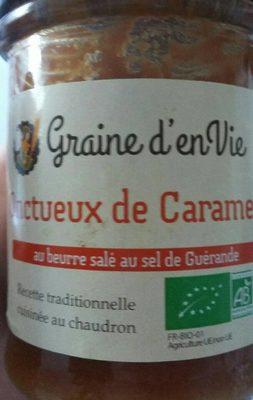 Graine d'enVie
Onctueux de Carame
au beurre salé au sel de Guérande
Recette traditionnelle
cuisinée au chaudron
AB
FR-BIO-01
Agriculture UE/non UE